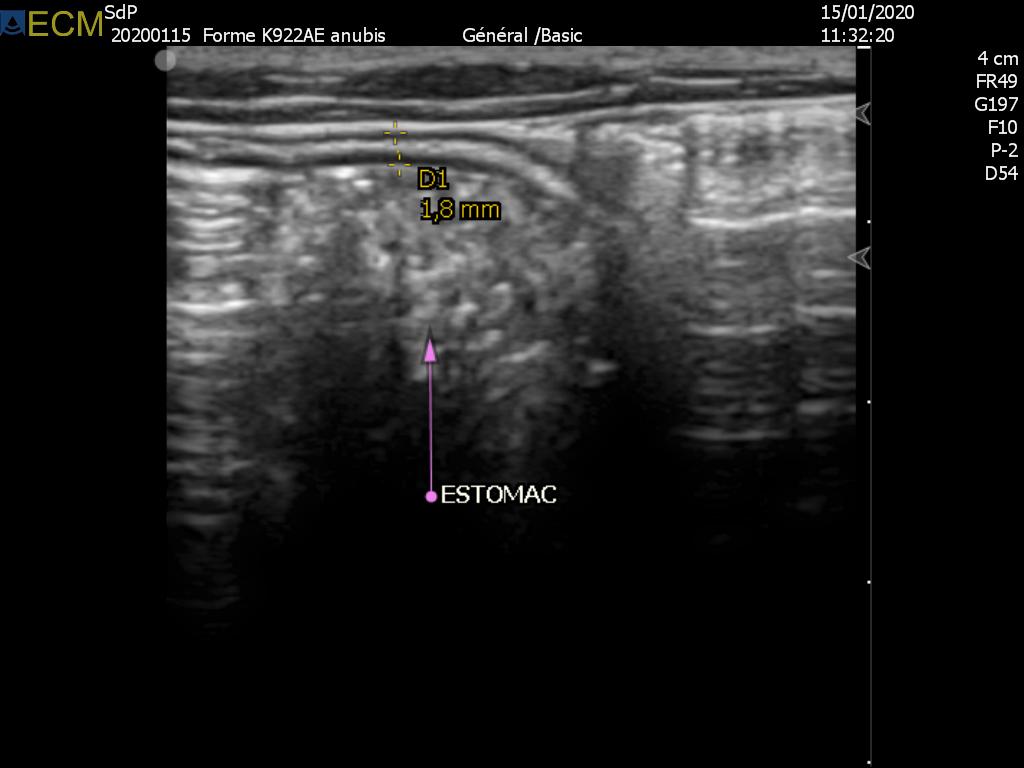 ECM
SdP
20200115 Forme K922AE anubis
Général /Basic
15/01/2020
11:32:20
4 cm
FR49
G197
F10
P-2
D54
D1
1,8 mm
ESTOMAC